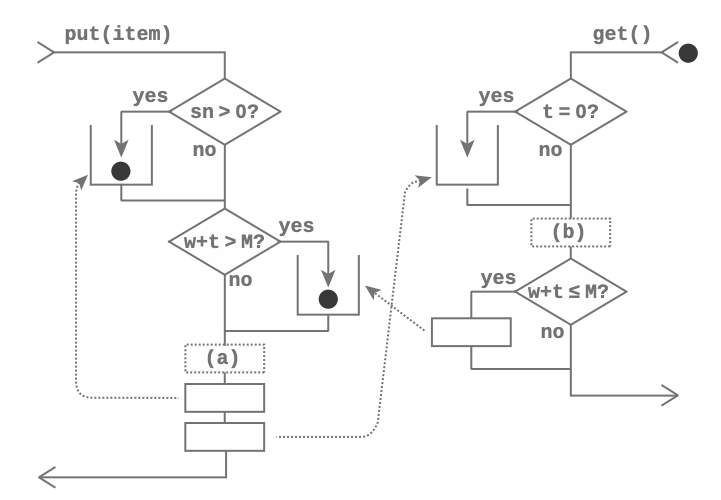 put(item)
yes
sn > 0?
no
w+t > M?
yes
no
(a)
get()
yes
t = 0?
no
(b)
yes
w+t ≤ M?
no